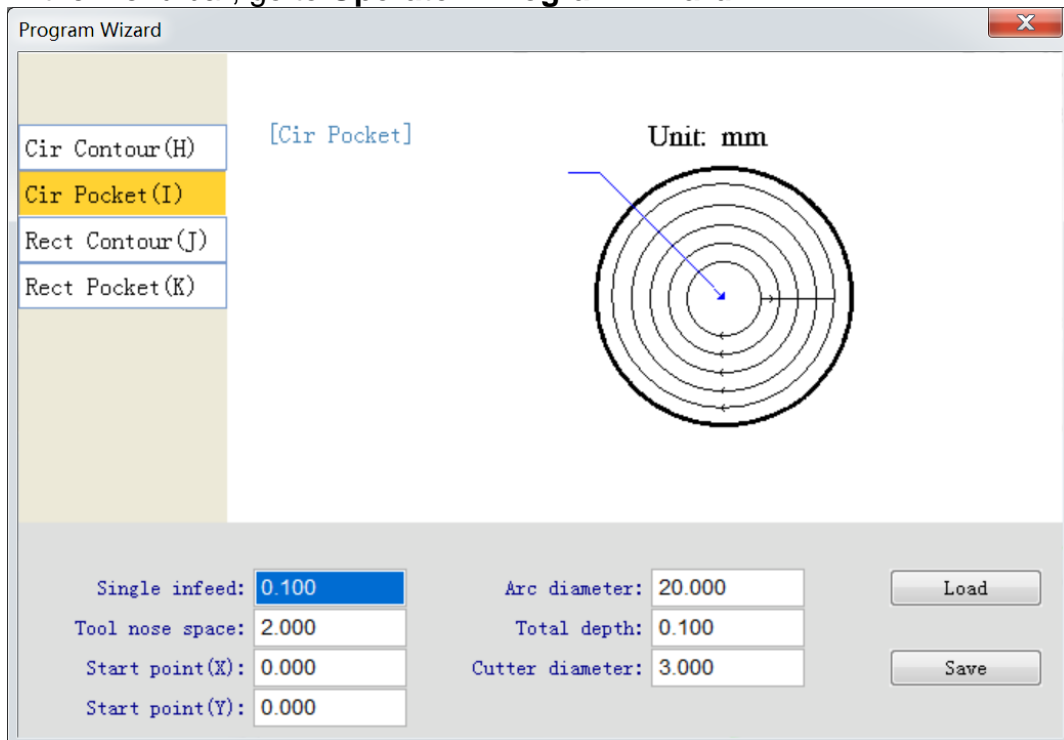 Program Wizard
X
Cir Contour(H)
Cir Pocket(I)
Rect Contour(J)
Rect Pocket(K)
[Cir Pocket]
Unit: mm
Single infeed: 0.100
Arc diameter: 20.000
Load
Tool nose space: 2.000
Total depth: 0.100
Start point(X): 0.000
Cutter diameter: 3.000
Save
Start point(Y): 0.000